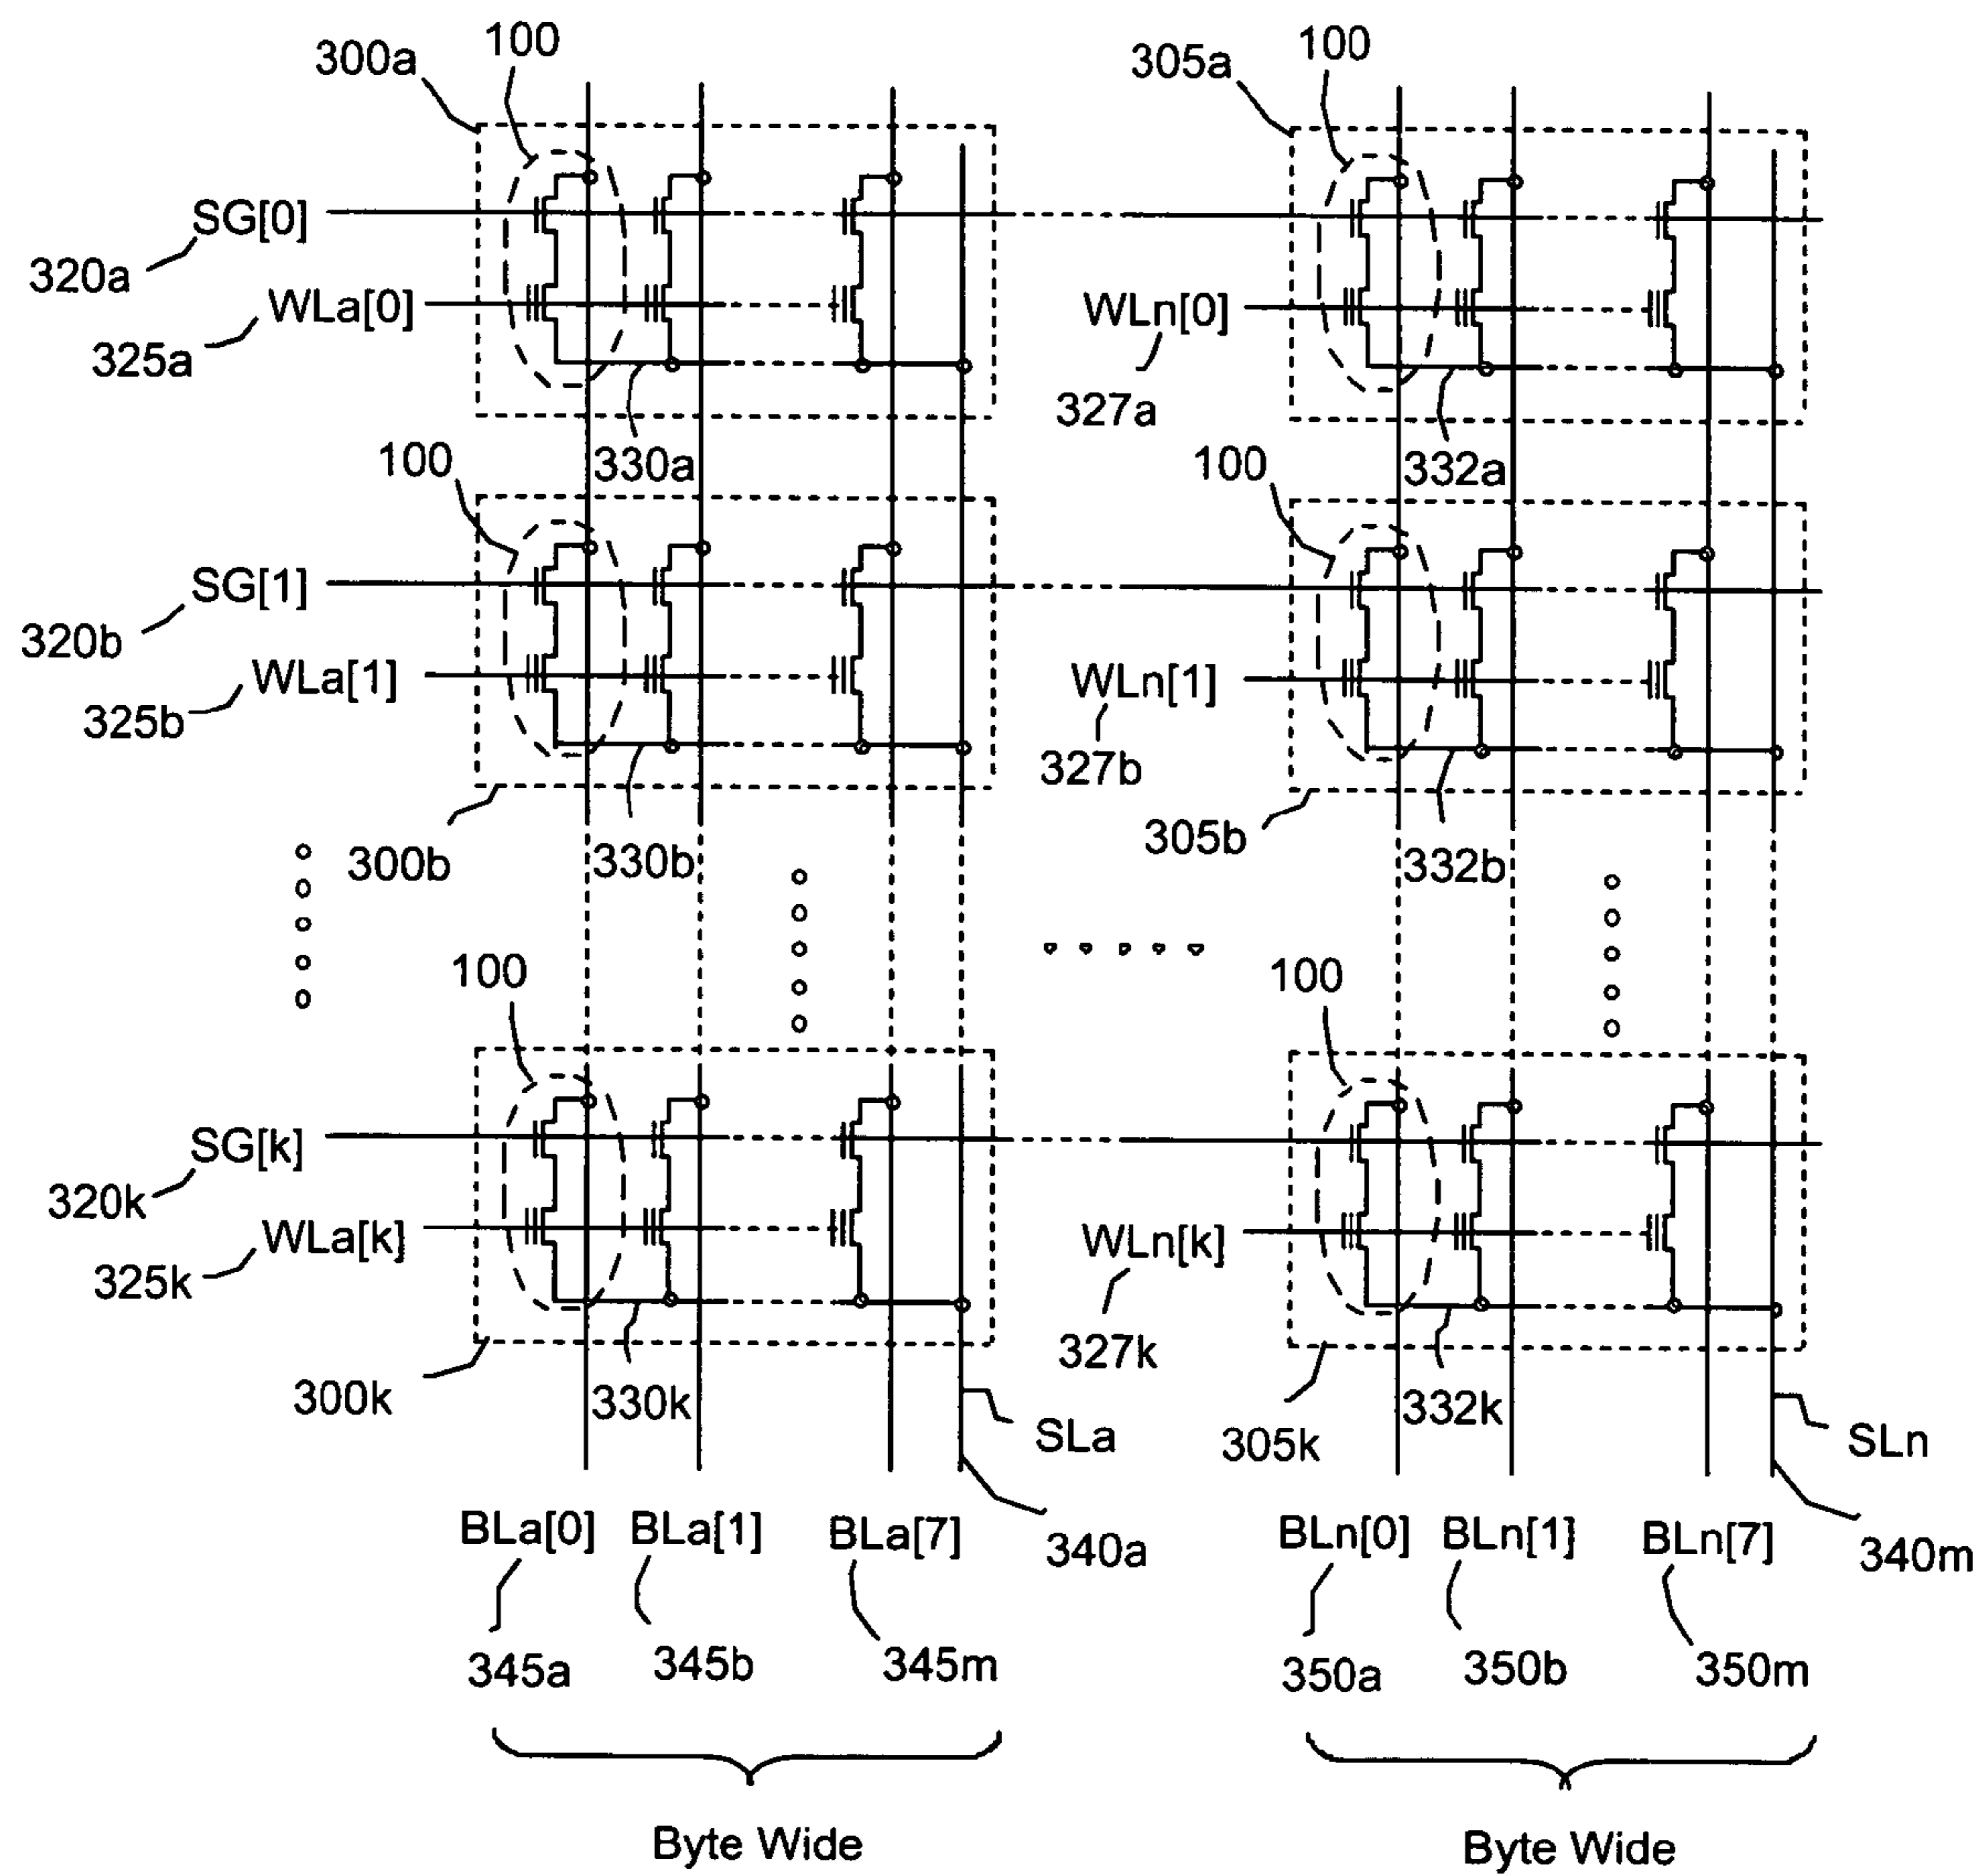 300a 100 305a 100
SG[0]
320a
WLa[0] WLn[0]
325a 327a
100 330a 100 332a
SG[1]
320b
WLa[1] WLn[1]
325b 327b
300b 330b 305b 332b
100 100
100 100
SG[k]
320k
WLa[k] WLn[k]
325k 327k
300k 330k 305k 332k
SLa SLn
BLa[0] BLa[1] BLa[7] 340a BLn[0] BLn[1] BLn[7] 340m
345a 345b 345m 350a 350b 350m
Byte Wide Byte Wide